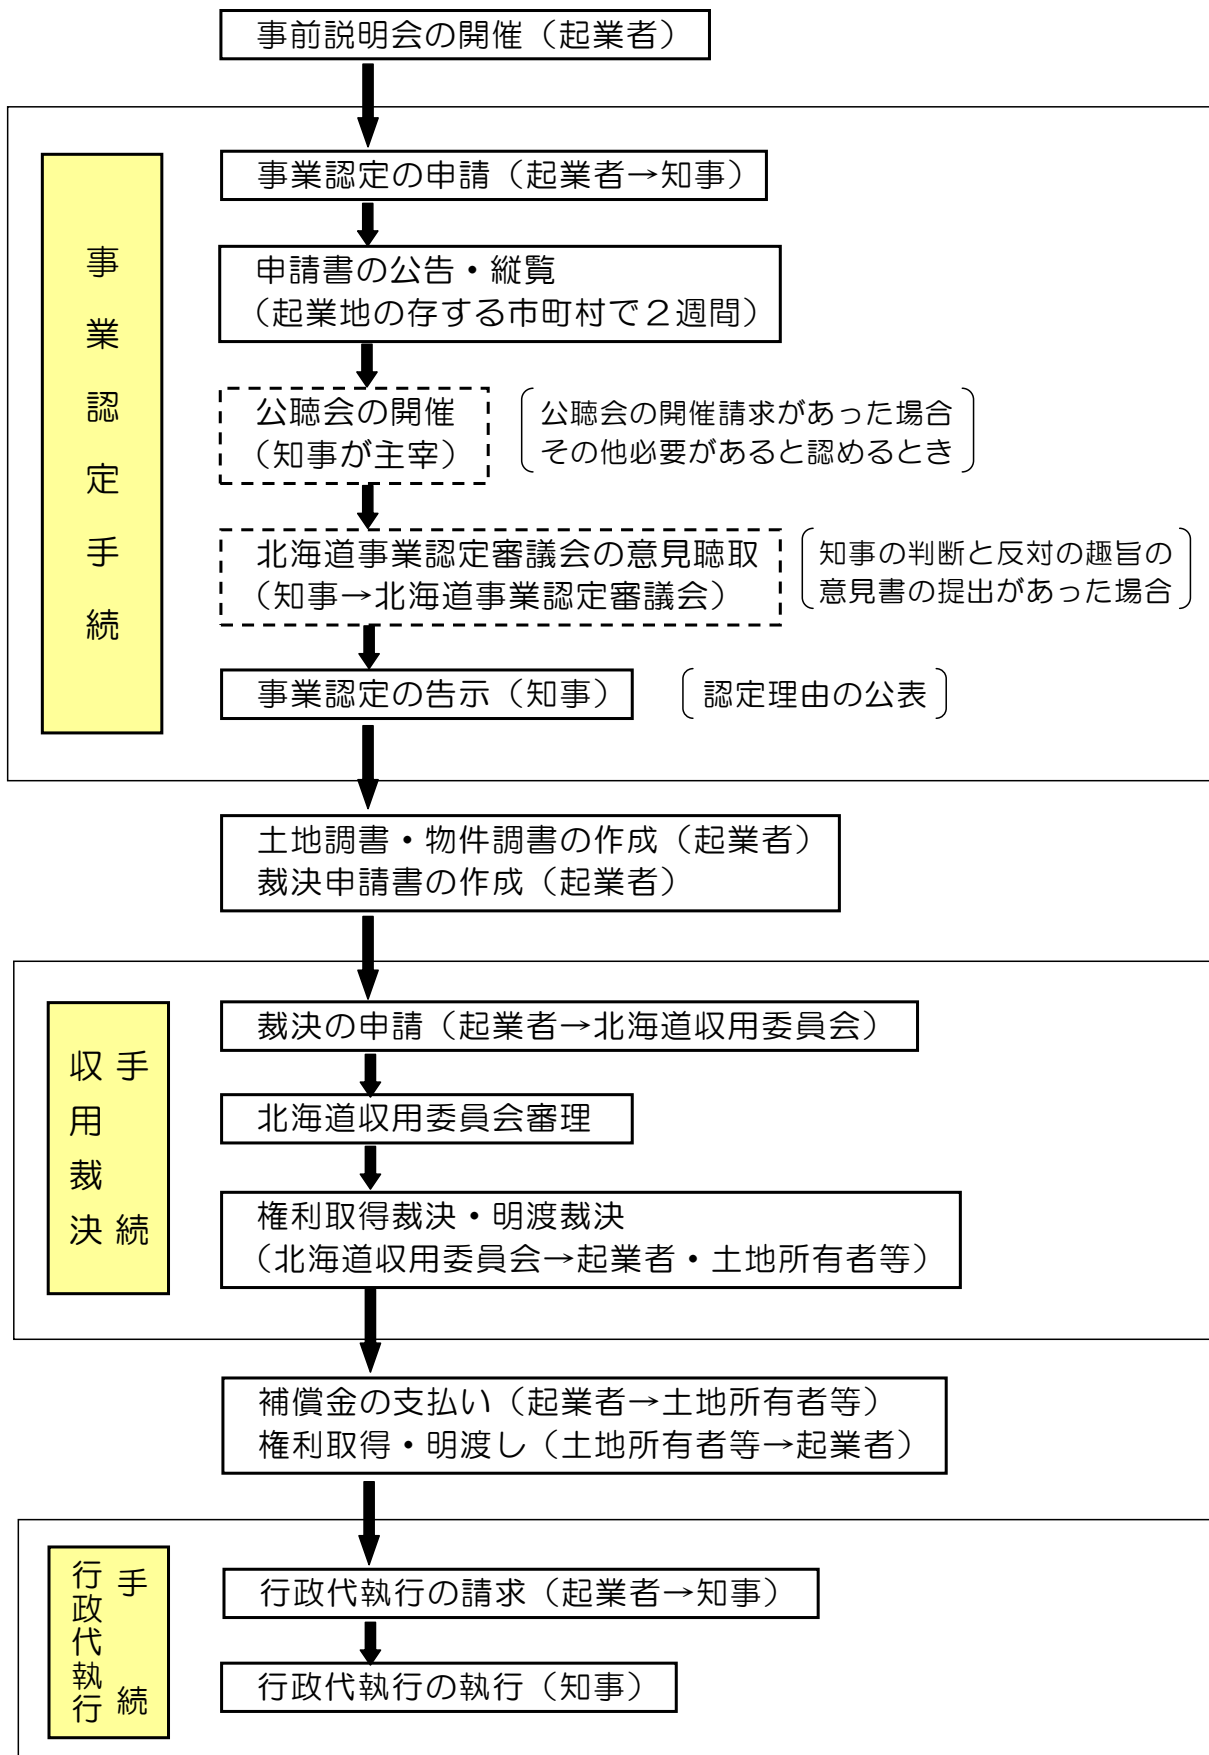 事前説明会の開催（起業者）
事業認定手続
事業認定の申請（起業者→知事）
申請書の公告・縦覧
（起業地の存する市町村で２週間）
公聴会の開催
（知事が主宰）
公聴会の開催請求があった場合
その他必要があると認めるとき
北海道事業認定審議会の意見聴取
（知事→北海道事業認定審議会）
知事の判断と反対の趣旨の
意見書の提出があった場合
事業認定の告示（知事）
認定理由の公表
土地調書・物件調書の作成（起業者）
裁決申請書の作成（起業者）
収用裁決
手続
裁決の申請（起業者→北海道収用委員会）
北海道収用委員会審理
権利取得裁決・明渡裁決
（北海道収用委員会→起業者・土地所有者等）
補償金の支払い（起業者→土地所有者等）
権利取得・明渡し（土地所有者等→起業者）
行政代執行
手続
行政代執行の請求（起業者→知事）
行政代執行の執行（知事）